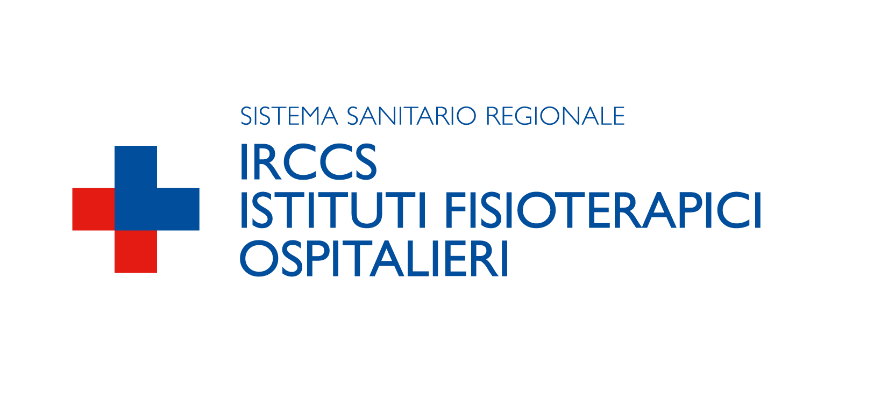 SISTEMA SANITARIO REGIONALE
IRCCS
ISTITUTI FISIOTERAPICI
OSPITALIERI